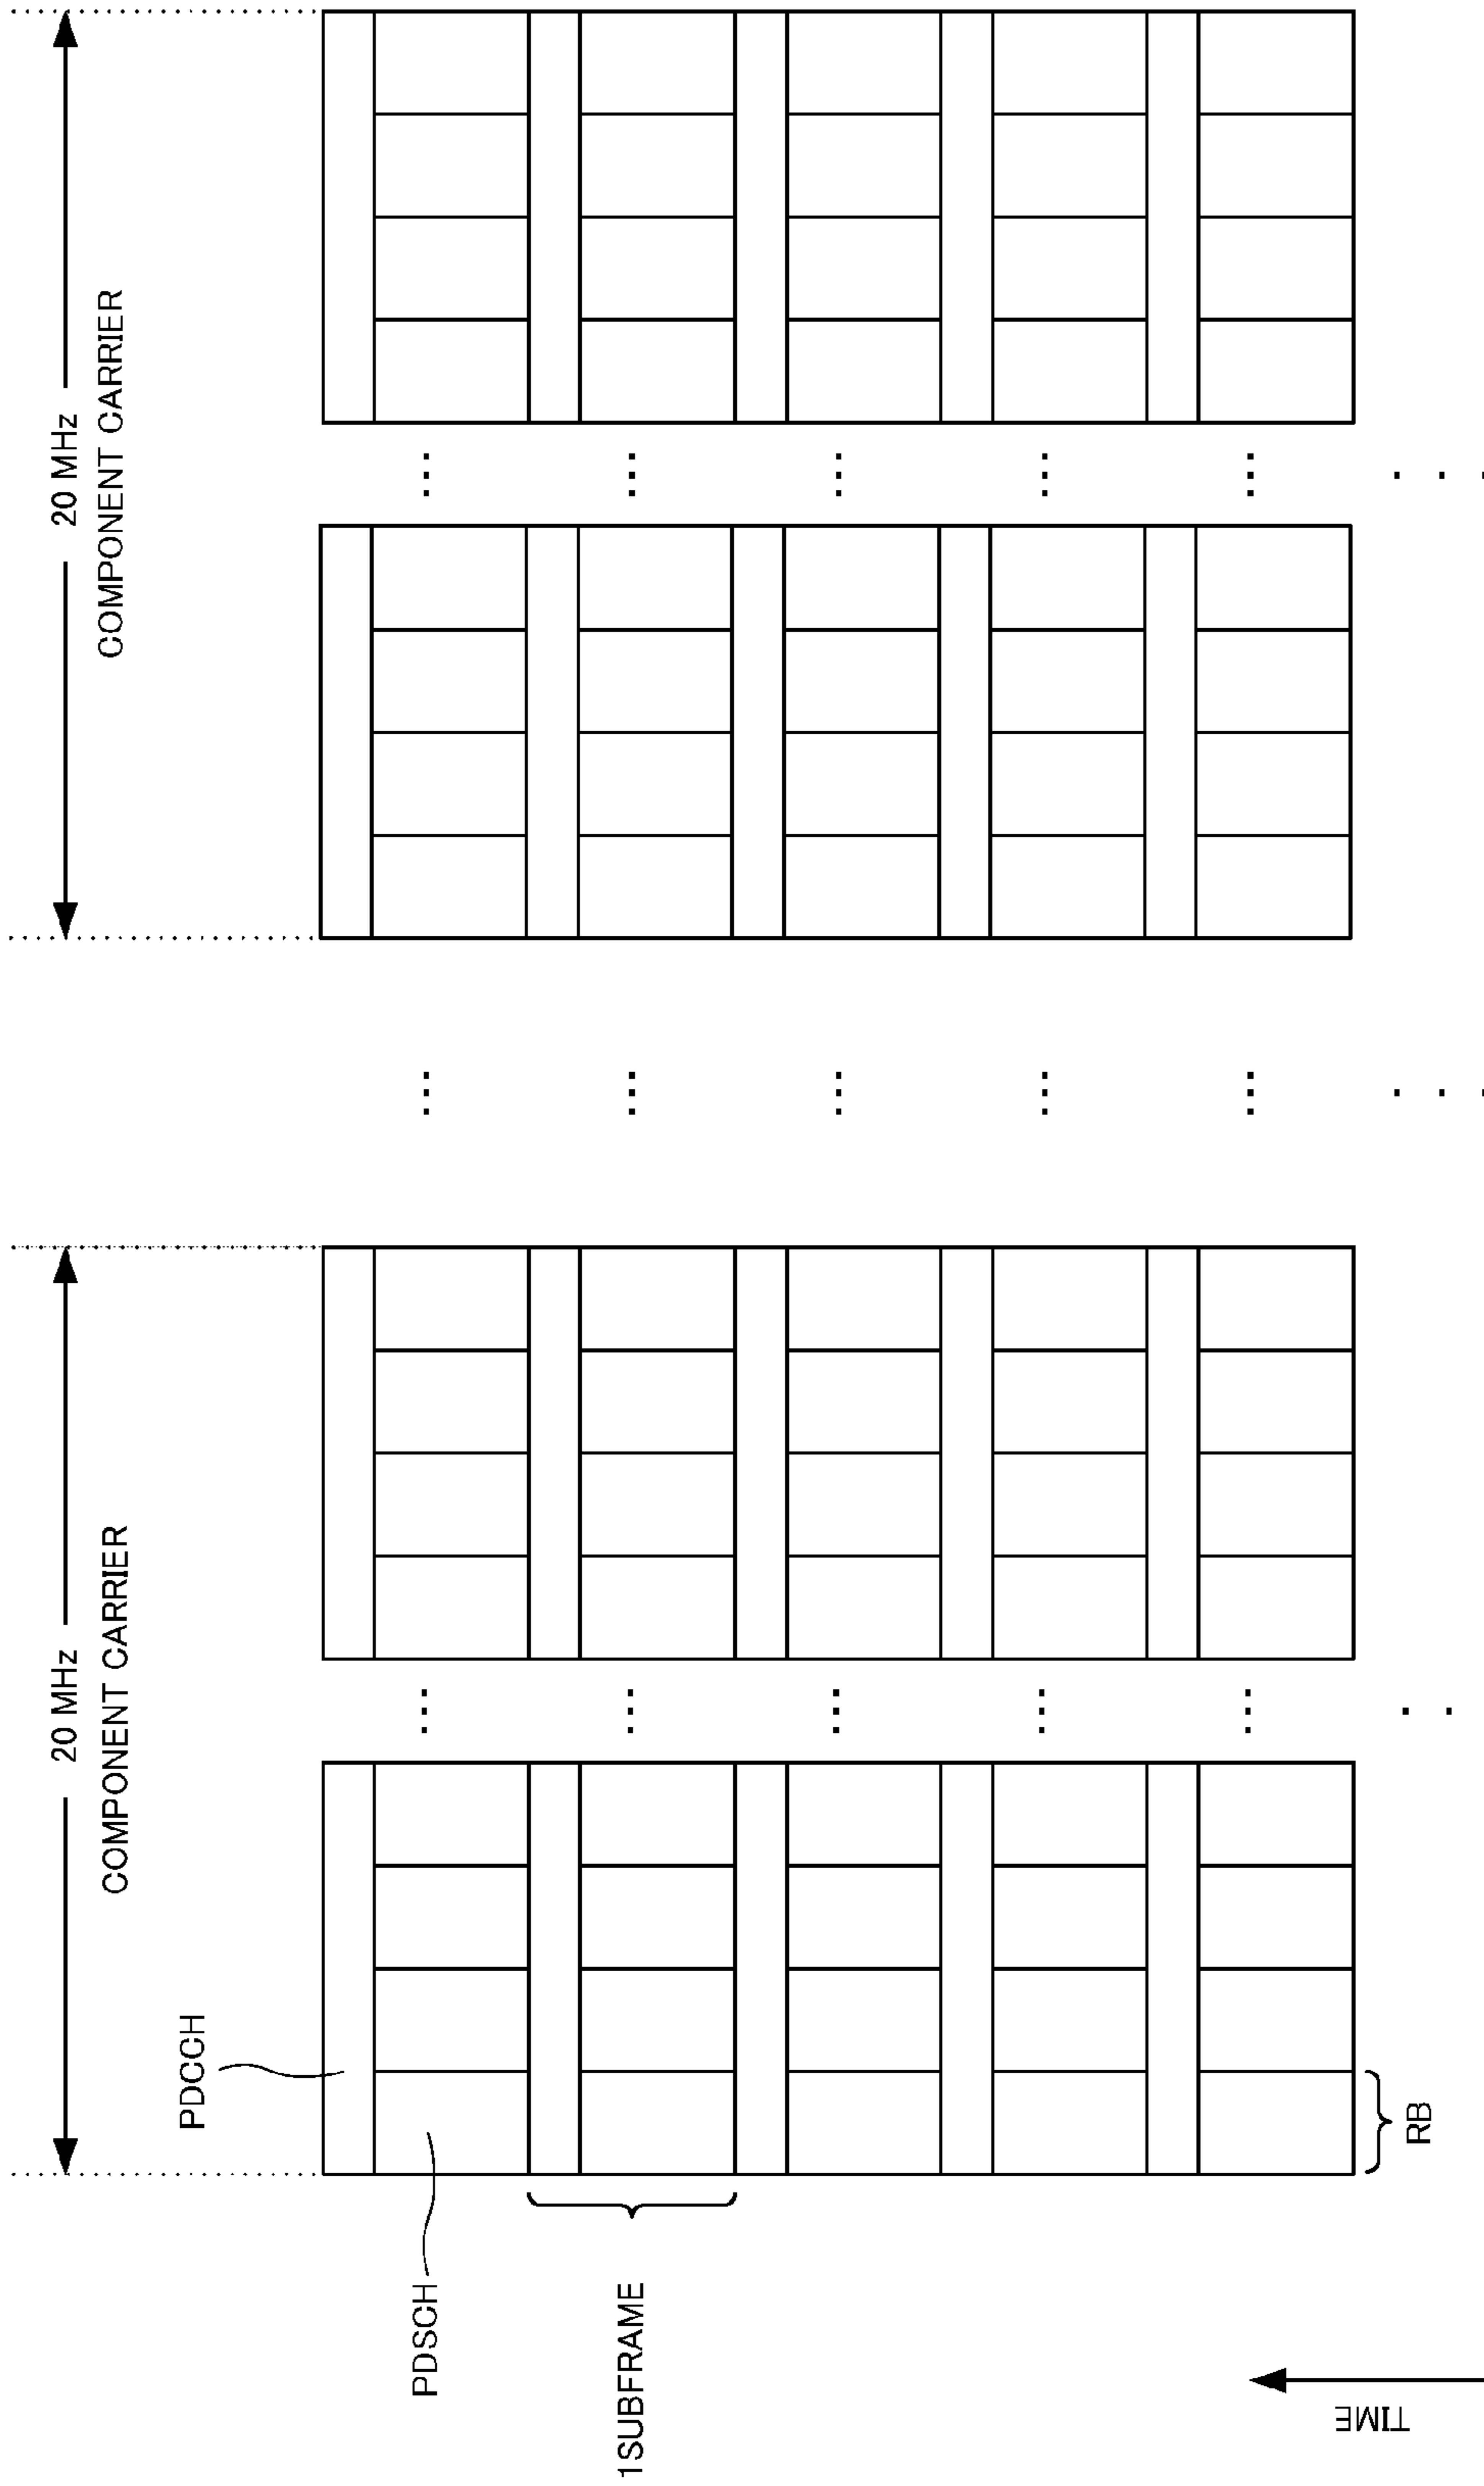 20 MHz
COMPONENT CARRIER
20 MHz
COMPONENT CARRIER
PDCCH
PDSCH
1SUBFRAME
RB
TIME